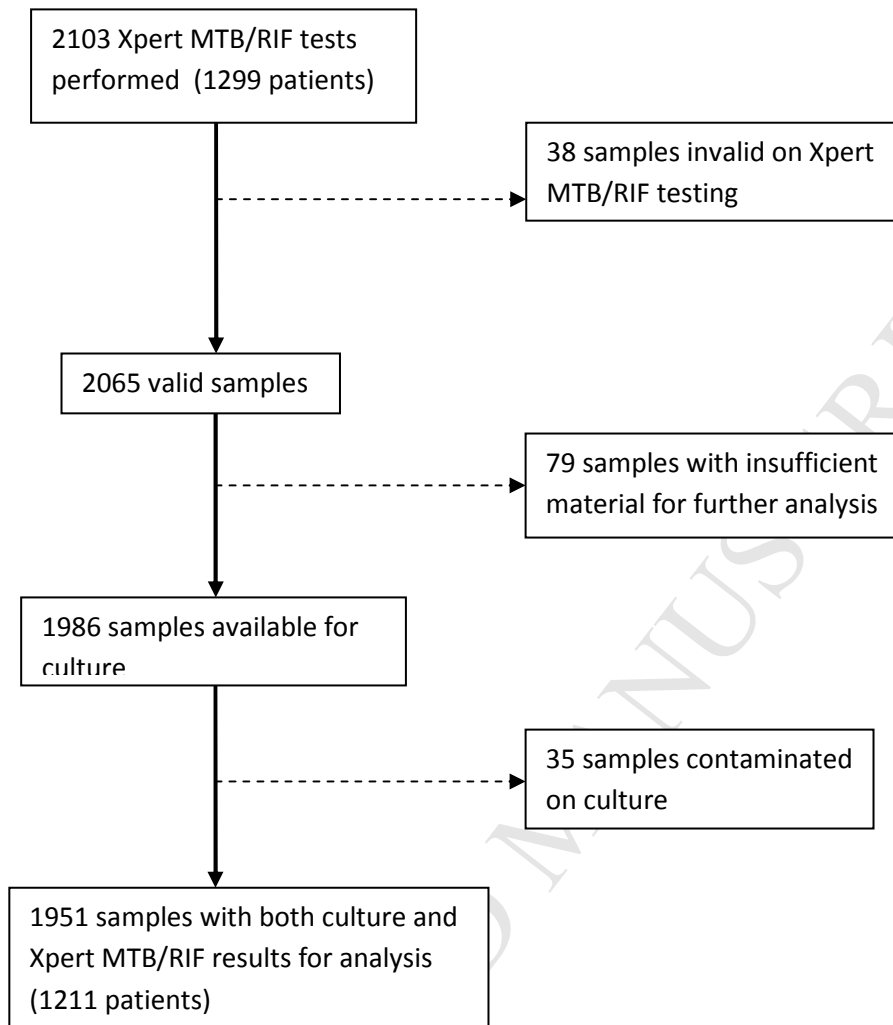 2103 Xpert MTB/RIF tests
performed (1299 patients)
38 samples invalid on Xpert
MTB/RIF testing
2065 valid samples
79 samples with insufficient
material for further analysis
1986 samples available for
culture
35 samples contaminated
on culture
1951 samples with both culture and
Xpert MTB/RIF results for analysis
(1211 patients)